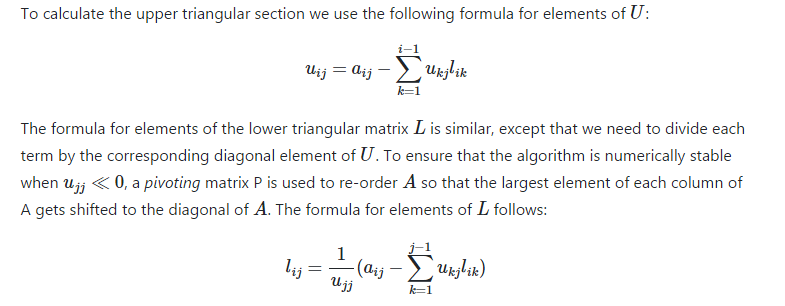 To calculate the upper triangular section we use the following formula for elements of U:
u_{ij} = a_{ij} − \sum_{k=1}^{i−1} u_{kj} l_{ik}
The formula for elements of the lower triangular matrix L is similar, except that we need to divide each
term by the corresponding diagonal element of U. To ensure that the algorithm is numerically stable
when u_{jj} ≪ 0, a pivoting matrix P is used to re-order A so that the largest element of each column of
A gets shifted to the diagonal of A. The formula for elements of L follows:
l_{ij} = \frac{1}{u_{jj}} (a_{ij} − \sum_{k=1}^{j−1} u_{kj} l_{ik})